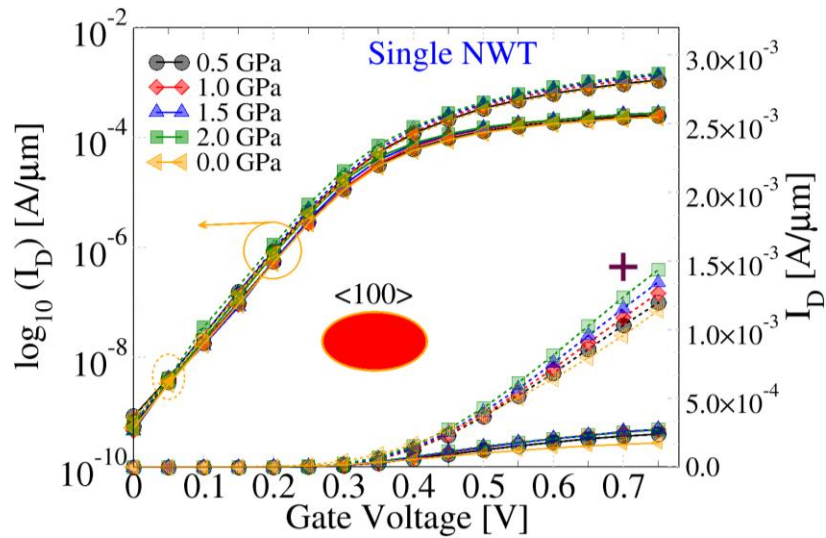 Single NWT
0.5 GPa
1.0 GPa
1.5 GPa
2.0 GPa
0.0 GPa
<100>
log₁₀ (I_D) [A/μm]
10⁻²
10⁻⁴
10⁻⁶
10⁻⁸
10⁻¹⁰
I_D [A/μm]
3.0×10⁻³
2.5×10⁻³
2.0×10⁻³
1.5×10⁻³
1.0×10⁻³
5.0×10⁻⁴
0.0
0 0.1 0.2 0.3 0.4 0.5 0.6 0.7
Gate Voltage [V]